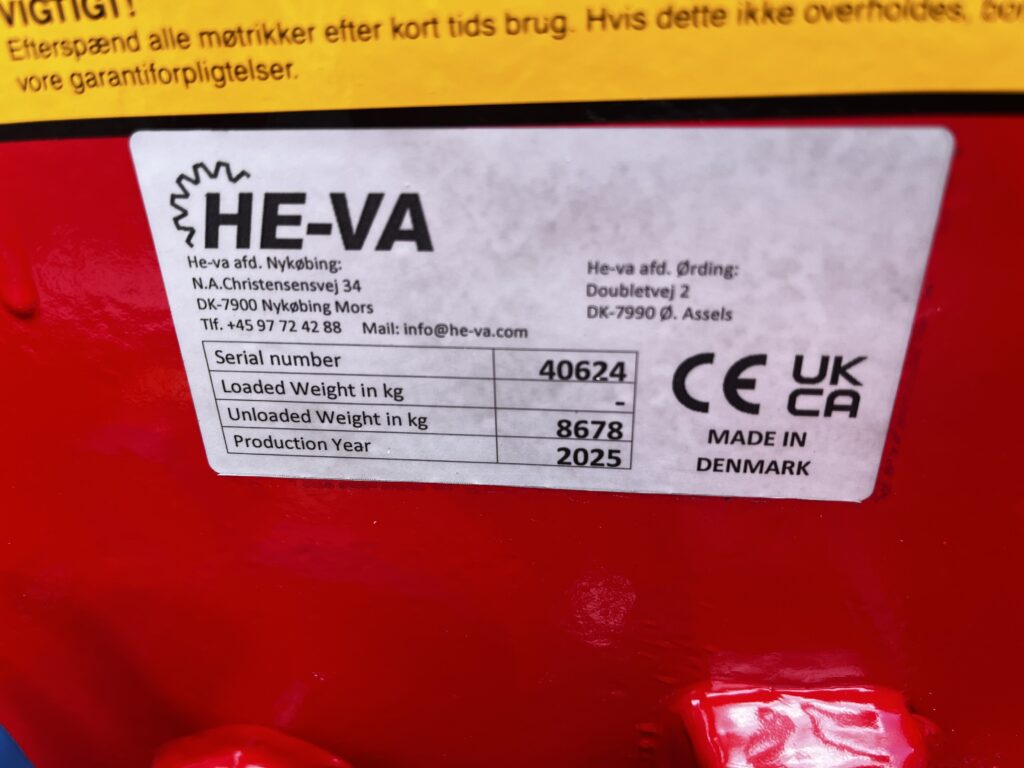 VIGTIGT!
Efterspænd alle møtrikker efter kort tids brug. Hvis dette ikke overholdes,
vore garantiforpligtelser.
HE-VA
He-va afd. Nykøbing:
N.A.Christensensvej 34
DK-7900 Nykøbing Mors
Tlf. +45 97 72 42 88 Mail: info@he-va.com
He-va afd. Ørding:
Doubletvej 2
DK-7990 Ø. Assels
Serial number 40624
Loaded Weight in kg -
Unloaded Weight in kg 8678
Production Year 2025
CE UK
CA
MADE IN
DENMARK